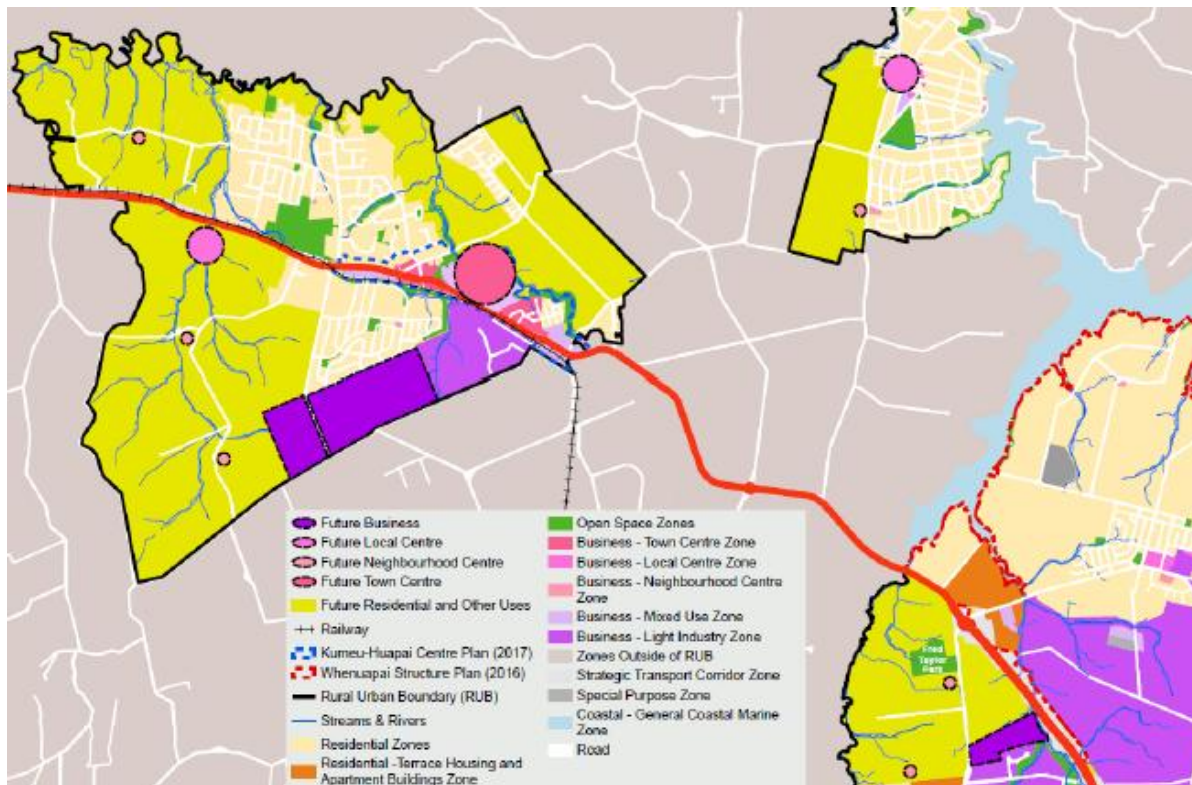 Fred
Taylor
Park
Future Business
Future Local Centre
Future Neighbourhood Centre
Future Town Centre
Future Residential and Other Uses
Railway
Kumeu-Huapai Centre Plan (2017)
Whenuapai Structure Plan (2016)
Rural Urban Boundary (RUB)
Streams & Rivers
Residential Zones
Residential -Terrace Housing and
Apartment Buildings Zone
Open Space Zones
Business - Town Centre Zone
Business - Local Centre Zone
Business - Neighbourhood Centre
Zone
Business - Mixed Use Zone
Business - Light Industry Zone
Zones Outside of RUB
Strategic Transport Corridor Zone
Special Purpose Zone
Coastal - General Coastal Marine
Zone
Road